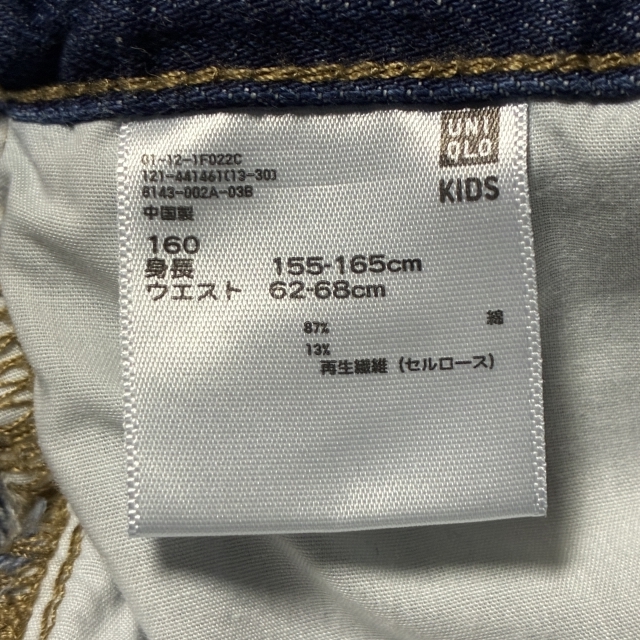 UNI
QLO
KIDS
01-12-1F022C
121-441461(13-30)
8143-002A-03B
中国製
160
身長 155-165cm
ウエスト 62-68cm
87% 綿
13%
再生繊維(セルロース)